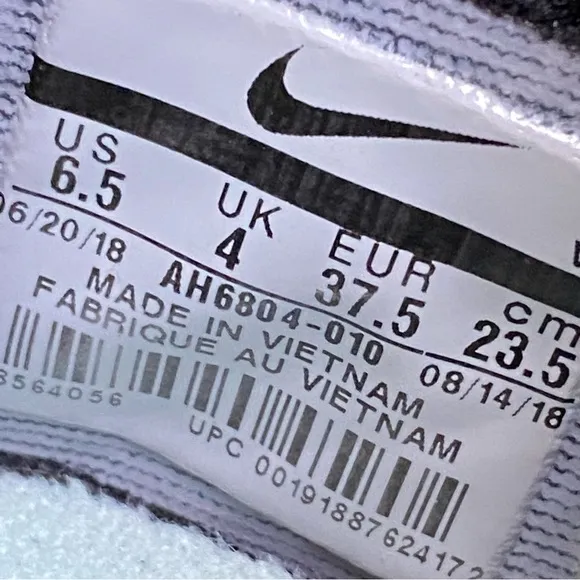 US UK EUR cm
6.5 4 37.5 23.5
06/20/18 AH6804-010 08/14/18
MADE IN VIETNAM
FABRIQUE AU VIETNAM
8564056
UPC 00191887624172